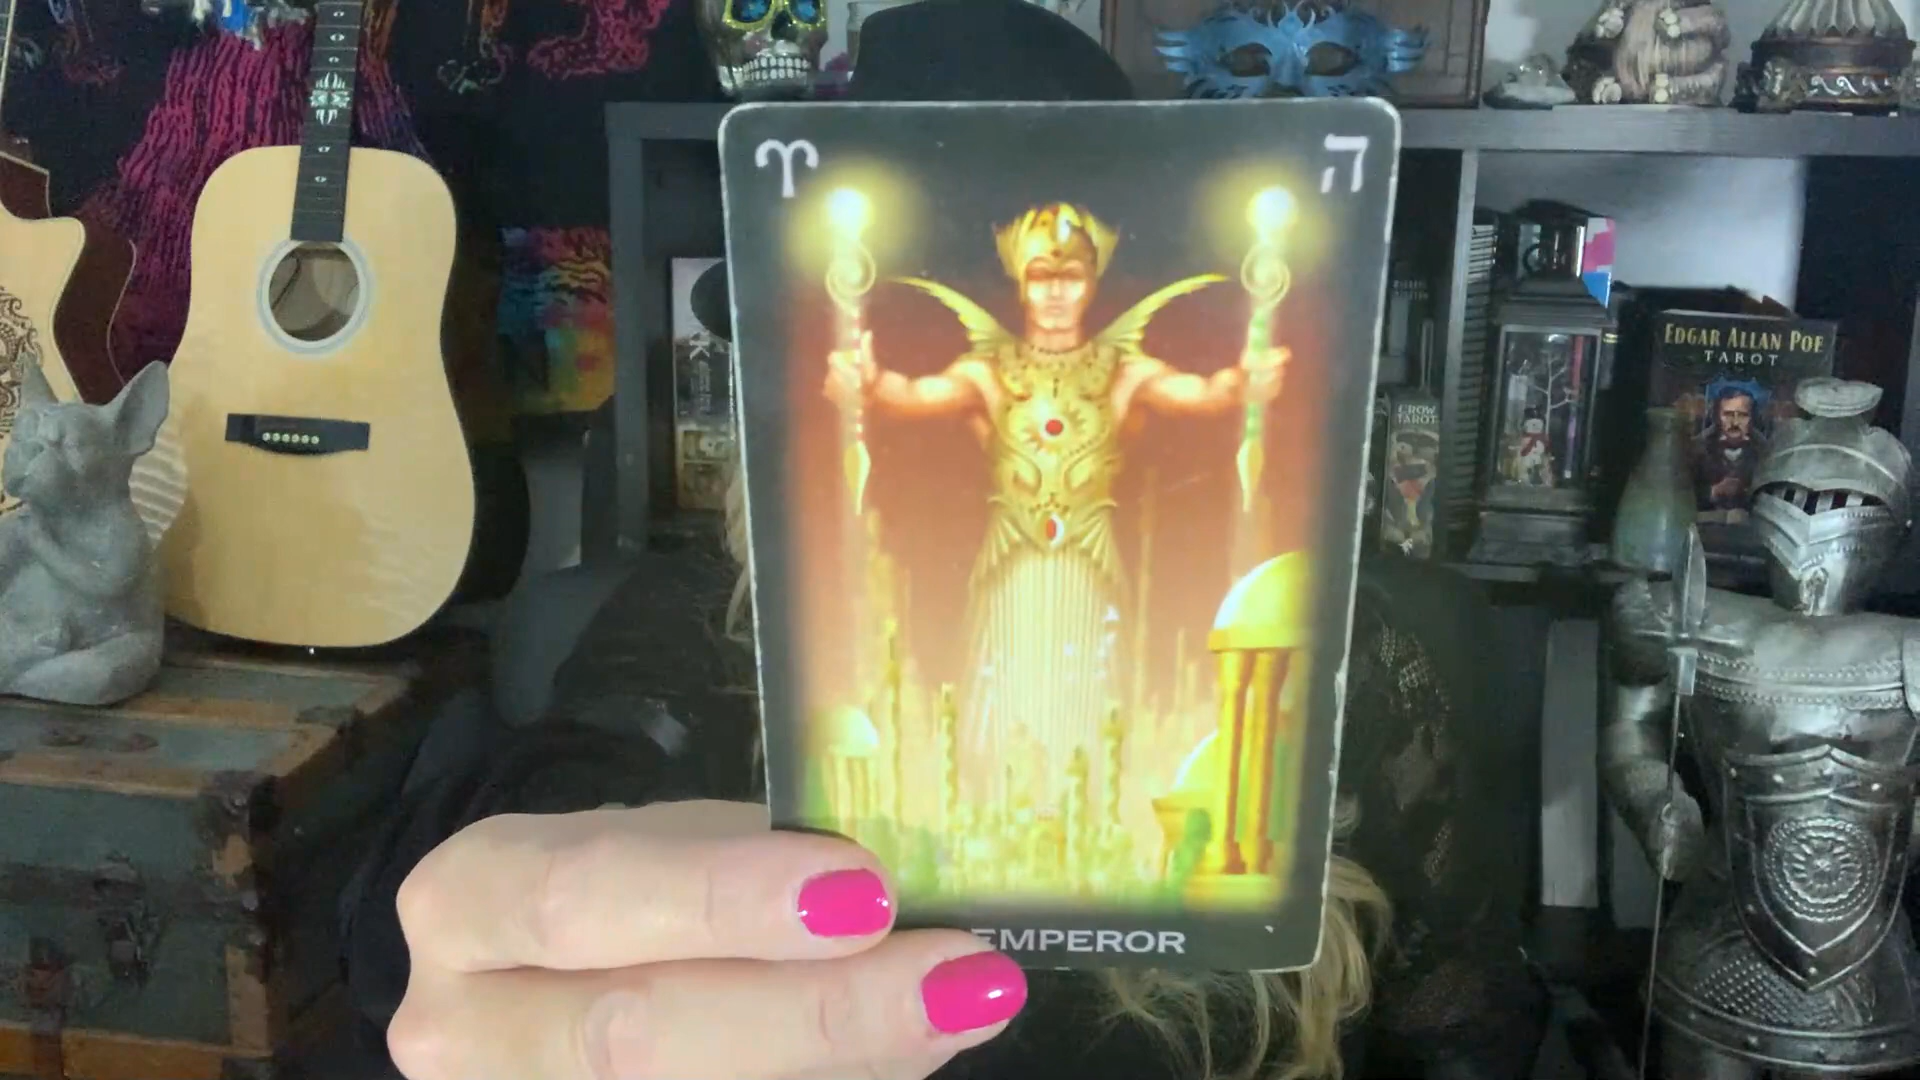 ♈
ה
EMPEROR
EDGAR ALLAN POE
TAROT
CROW
TAROT